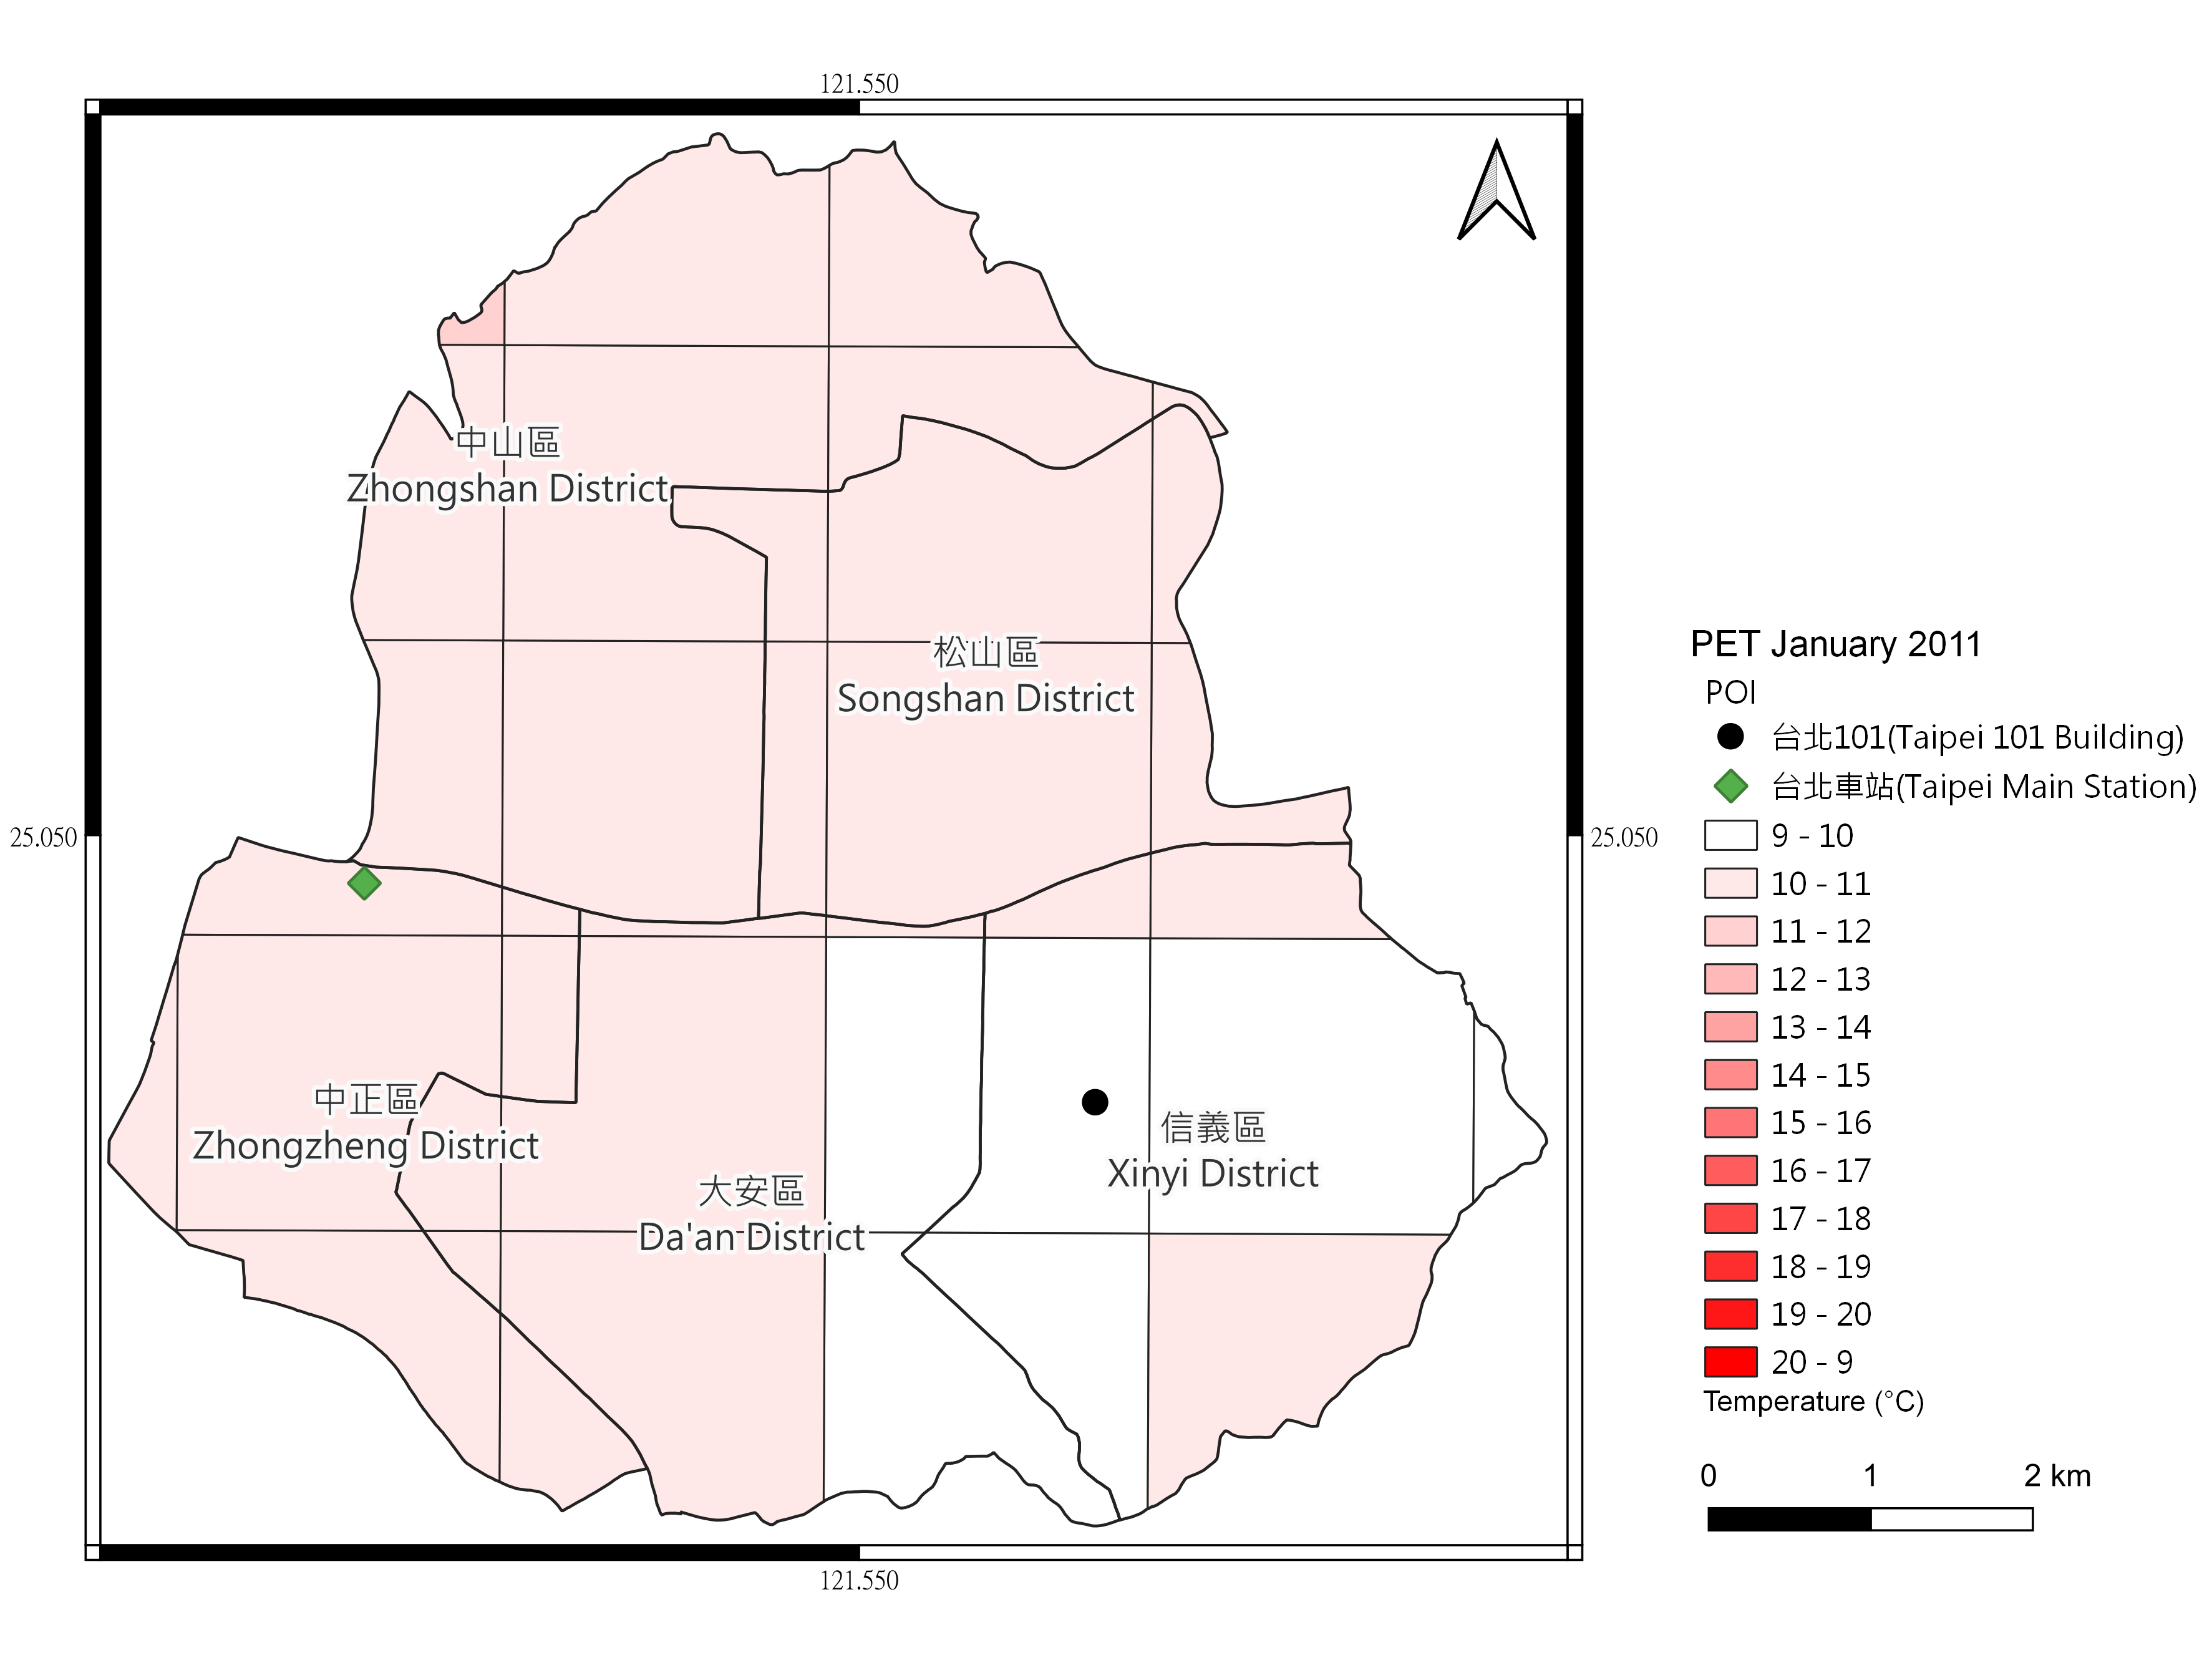 121.550
中山區
Zhongshan District
松山區
Songshan District
25.050
25.050
中正區
Zhongzheng District
大安區
Da'an District
信義區
Xinyi District
121.550
PET January 2011
POI
台北101(Taipei 101 Building)
台北車站(Taipei Main Station)
9 - 10
10 - 11
11 - 12
12 - 13
13 - 14
14 - 15
15 - 16
16 - 17
17 - 18
18 - 19
19 - 20
20 - 9
Temperature (°C)
0 1 2 km